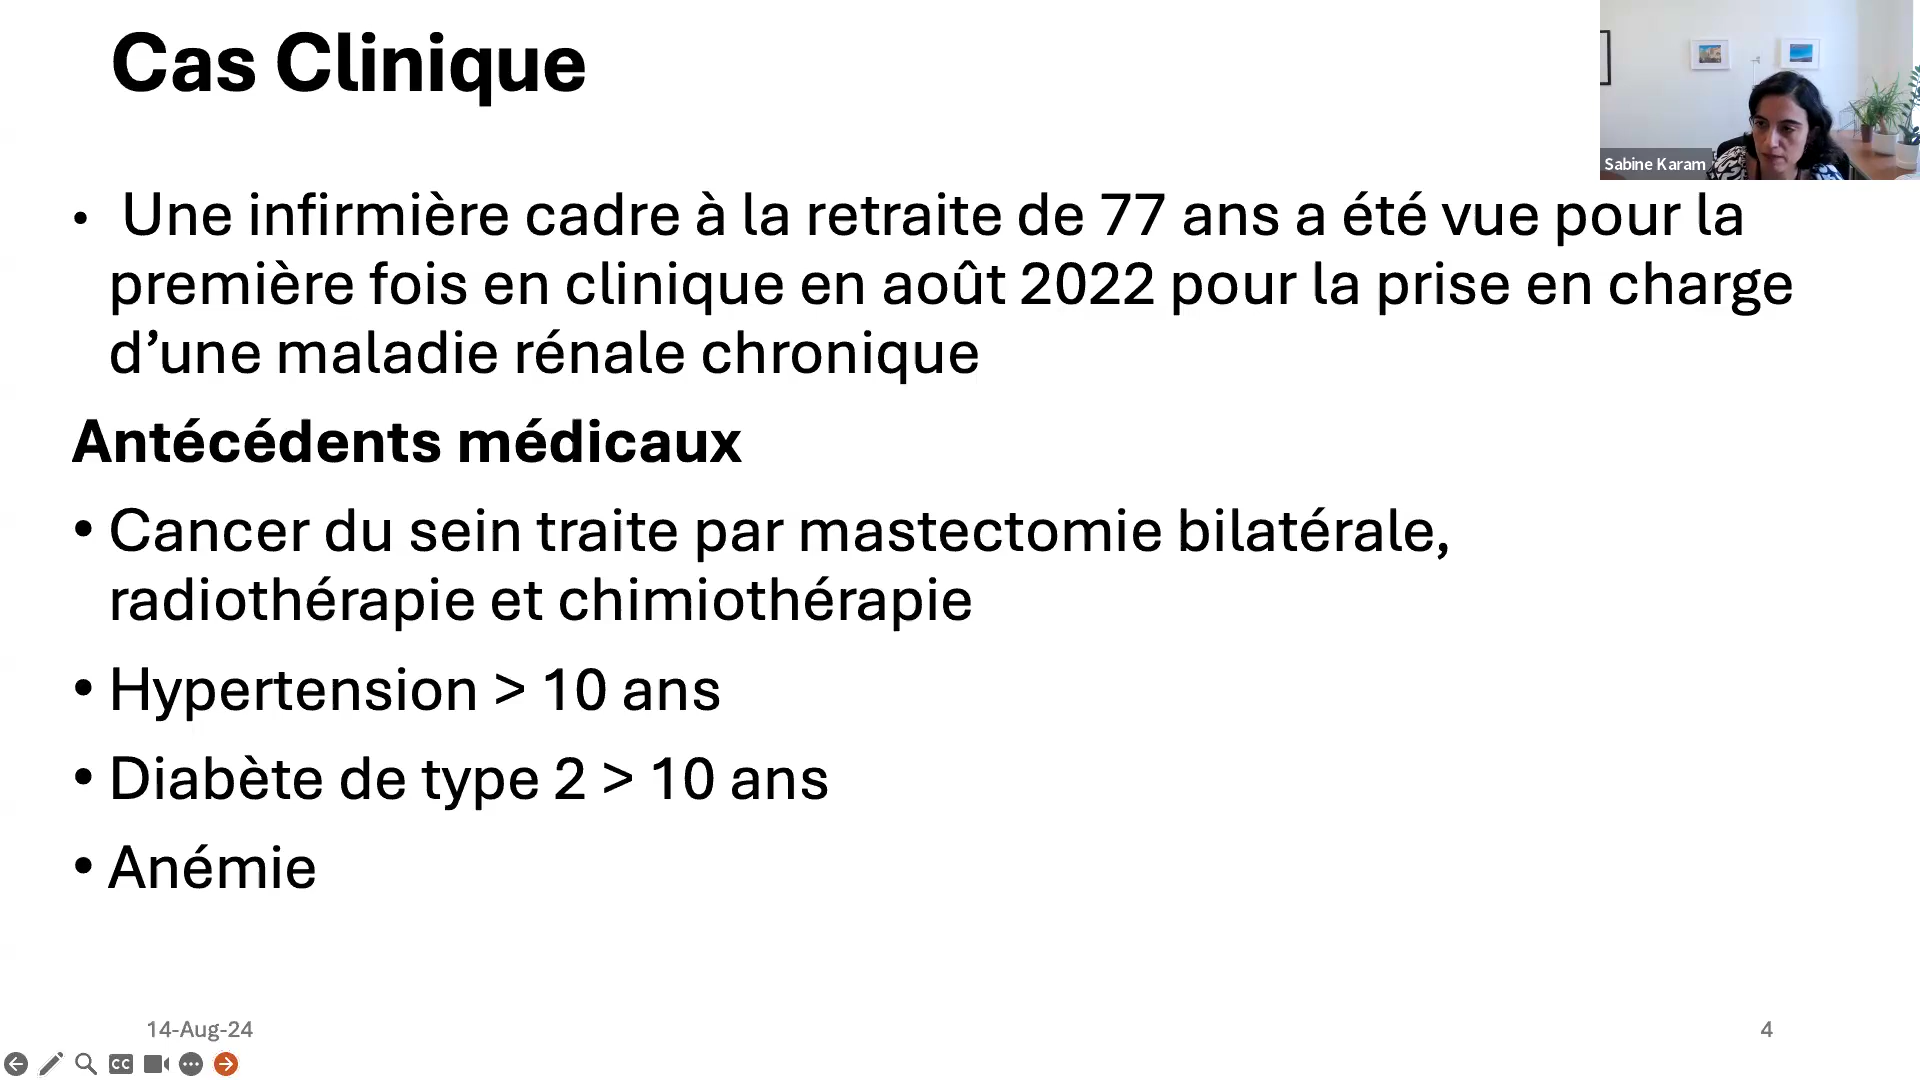 Cas Clinique
Sabine Karam
• Une infirmière cadre à la retraite de 77 ans a été vue pour la
première fois en clinique en août 2022 pour la prise en charge
d’une maladie rénale chronique
Antécédents médicaux
• Cancer du sein traite par mastectomie bilatérale,
radiothérapie et chimiothérapie
• Hypertension > 10 ans
• Diabète de type 2 > 10 ans
• Anémie
14-Aug-24
4
CC